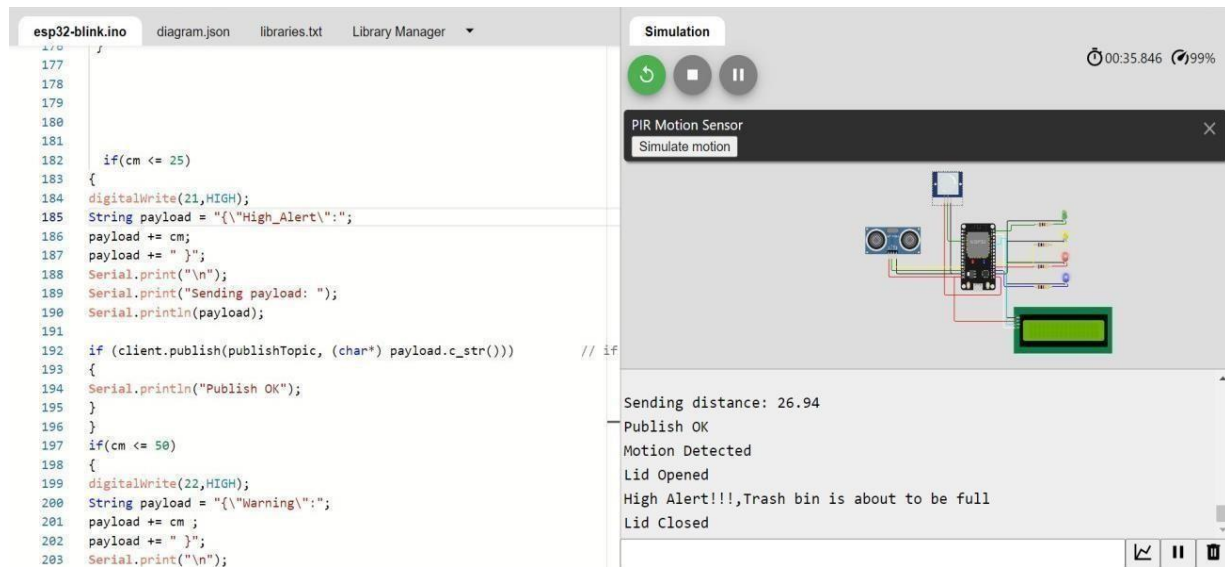 esp32-blink.ino diagram.json libraries.txt Library Manager
176 }
177
178
179
180
181
182 if(cm <= 25)
183 {
184 digitalWrite(21,HIGH);
185 String payload = "{\"High_Alert\":";
186 payload += cm;
187 payload += " }";
188 Serial.print("\n");
189 Serial.print("Sending payload: ");
190 Serial.println(payload);
191
192 if (client.publish(publishTopic, (char*) payload.c_str())) // if
193 {
194 Serial.println("Publish OK");
195 }
196 }
197 if(cm <= 50)
198 {
199 digitalWrite(22,HIGH);
200 String payload = "{\"Warning\":";
201 payload += cm ;
202 payload += " }";
203 Serial.print("\n");
Simulation
00:35.846 99%
PIR Motion Sensor
Simulate motion
Sending distance: 26.94
Publish OK
Motion Detected
Lid Opened
High Alert!!!,Trash bin is about to be full
Lid Closed